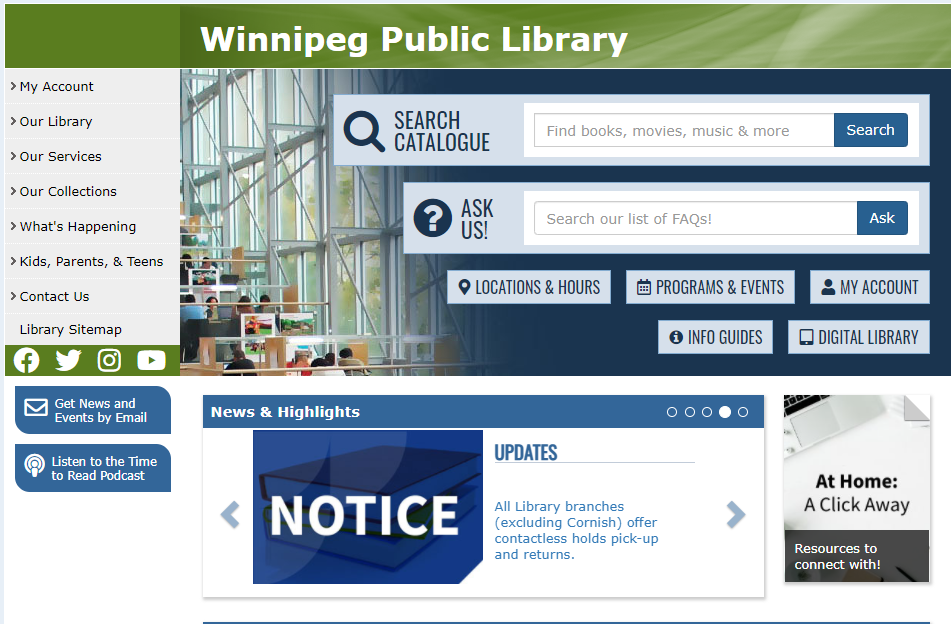 Winnipeg Public Library
My Account
Our Library
Our Services
Our Collections
What's Happening
Kids, Parents, & Teens
Contact Us
Library Sitemap
Get News and
Events by Email
Listen to the Time
to Read Podcast
SEARCH
CATALOGUE
Find books, movies, music & more
Search
ASK
US!
Search our list of FAQs!
Ask
LOCATIONS & HOURS
PROGRAMS & EVENTS
MY ACCOUNT
INFO GUIDES
DIGITAL LIBRARY
News & Highlights
NOTICE
UPDATES
All Library branches
(excluding Cornish) offer
contactless holds pick-up
and returns.
At Home:
A Click Away
Resources to
connect with!